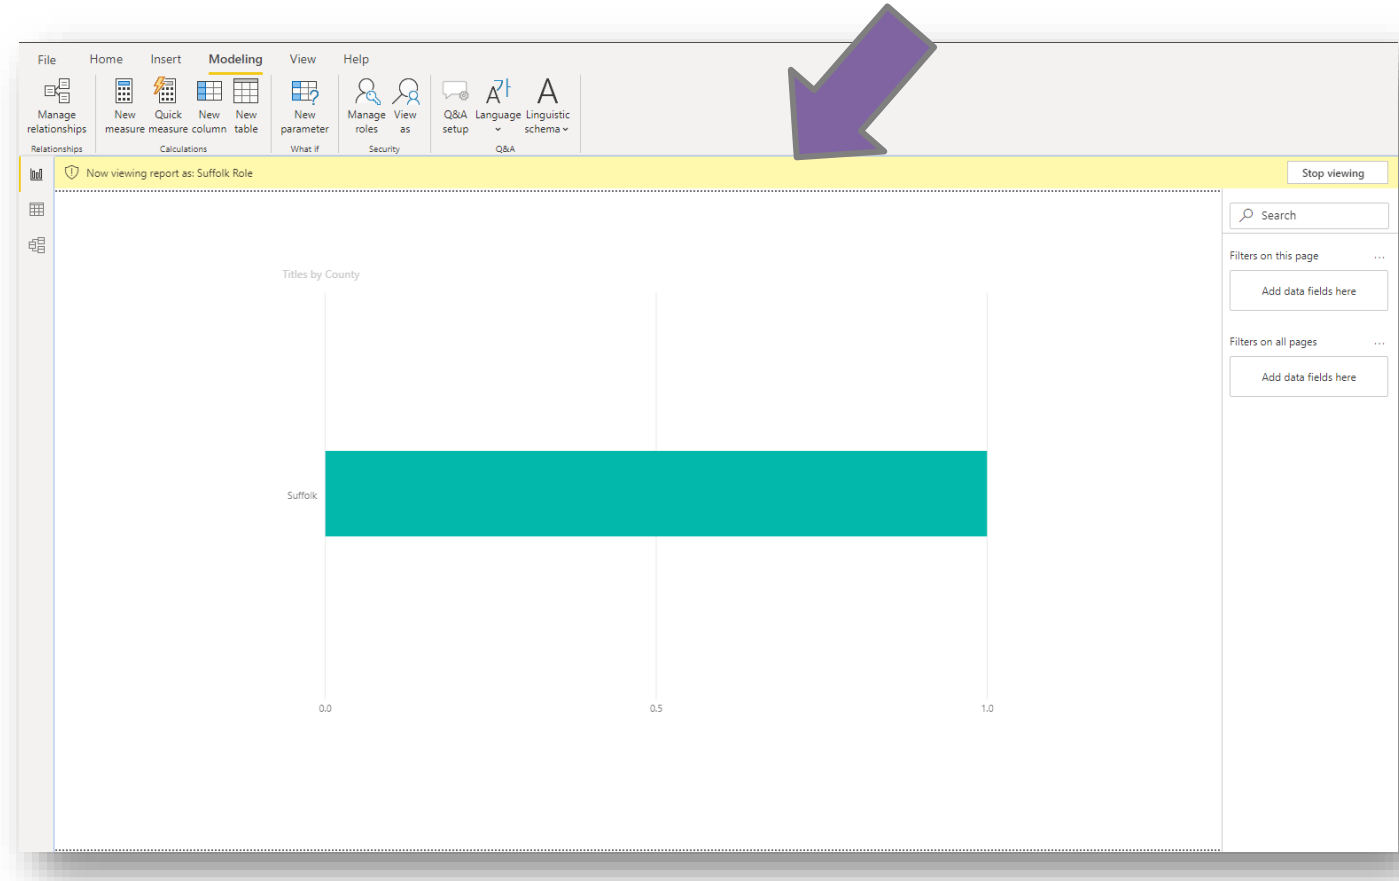 File Home Insert Modeling View Help
Manage relationships
New measure
Quick measure
New column
New table
New parameter
Manage roles
View as
Q&A setup
Language
Linguistic schema
Relationships
Calculations
What if
Security
Q&A
Now viewing report as: Suffolk Role
Stop viewing
Search
Filters on this page ...
Add data fields here
Filters on all pages ...
Add data fields here
Titles by County
Suffolk
0.0 0.5 1.0